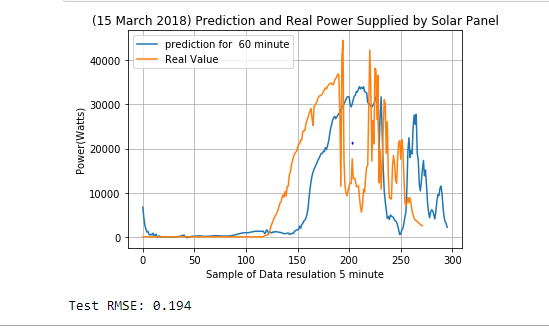 (15 March 2018) Prediction and Real Power Supplied by Solar Panel
prediction for 60 minute
Real Value
Power(Watts)
40000
30000
20000
10000
0
0 50 100 150 200 250 300
Sample of Data resulation 5 minute
Test RMSE: 0.194